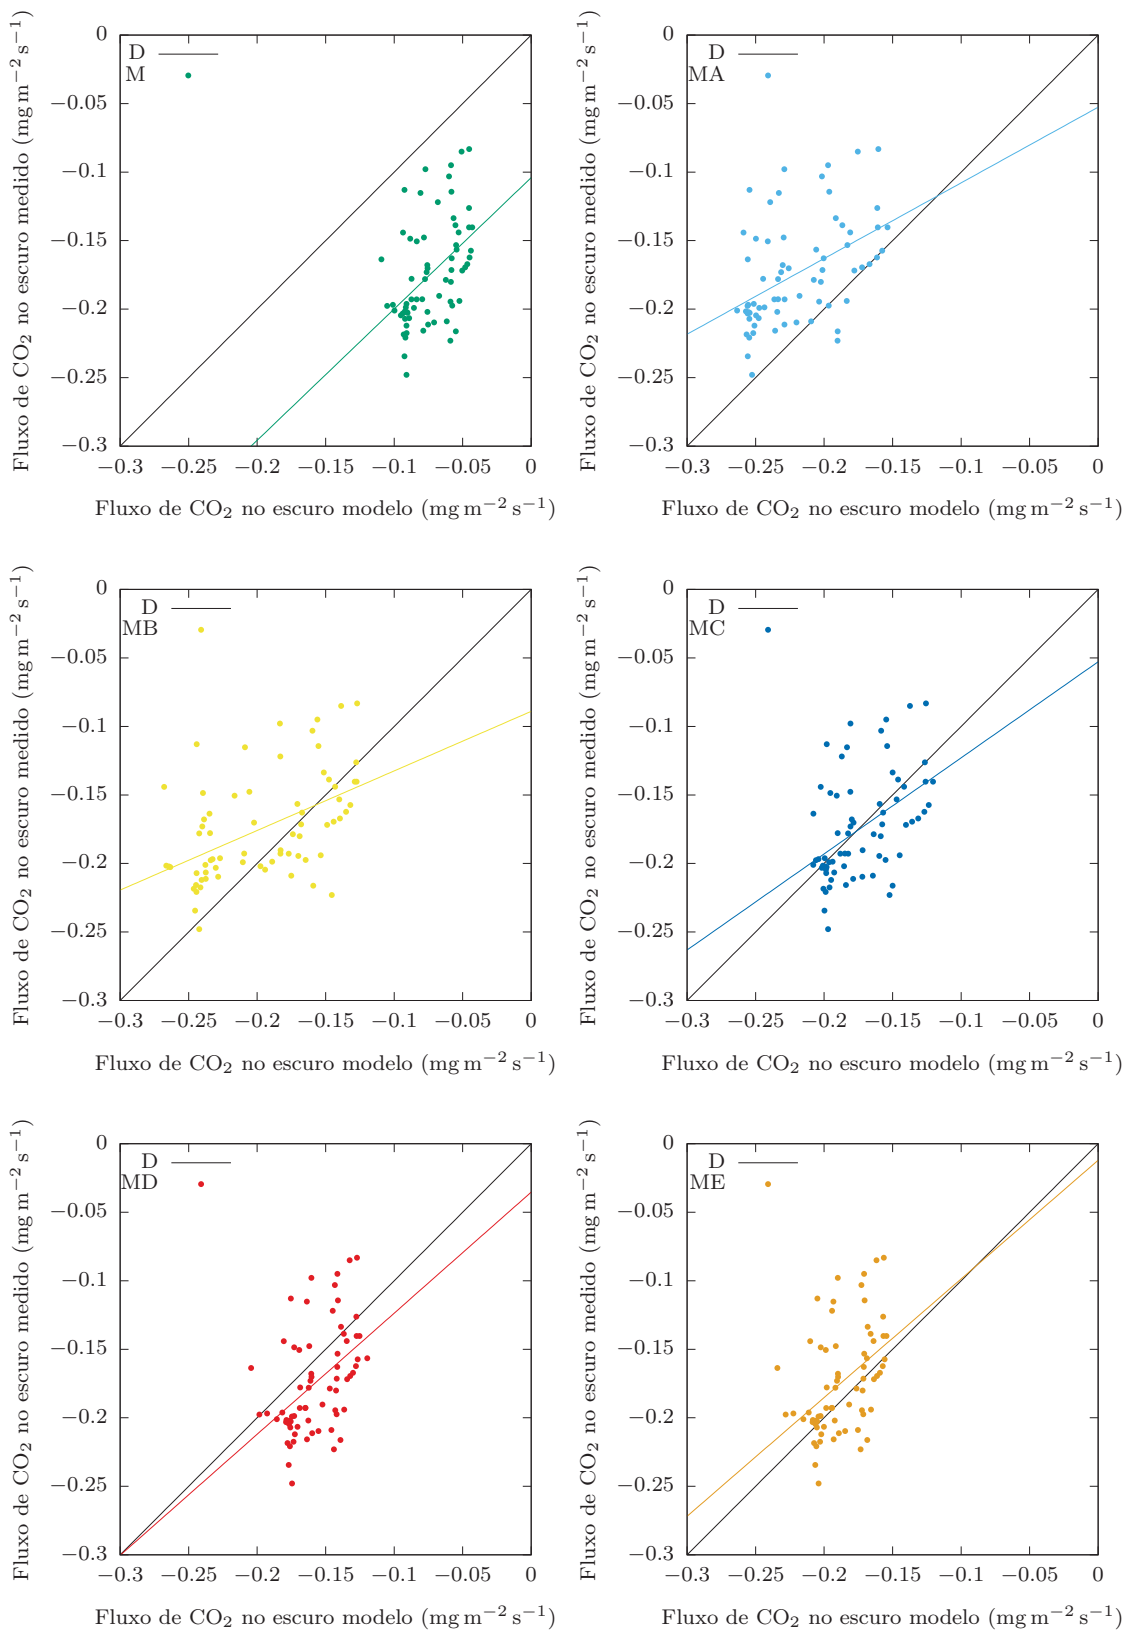 Fluxo de CO₂ no escuro medido (mg m⁻² s⁻¹)
D
M
0
−0.05
−0.1
−0.15
−0.2
−0.25
−0.3
−0.3 −0.25 −0.2 −0.15 −0.1 −0.05 0
Fluxo de CO₂ no escuro modelo (mg m⁻² s⁻¹)
Fluxo de CO₂ no escuro medido (mg m⁻² s⁻¹)
D
MA
0
−0.05
−0.1
−0.15
−0.2
−0.25
−0.3
−0.3 −0.25 −0.2 −0.15 −0.1 −0.05 0
Fluxo de CO₂ no escuro modelo (mg m⁻² s⁻¹)
Fluxo de CO₂ no escuro medido (mg m⁻² s⁻¹)
D
MB
0
−0.05
−0.1
−0.15
−0.2
−0.25
−0.3
−0.3 −0.25 −0.2 −0.15 −0.1 −0.05 0
Fluxo de CO₂ no escuro modelo (mg m⁻² s⁻¹)
Fluxo de CO₂ no escuro medido (mg m⁻² s⁻¹)
D
MC
0
−0.05
−0.1
−0.15
−0.2
−0.25
−0.3
−0.3 −0.25 −0.2 −0.15 −0.1 −0.05 0
Fluxo de CO₂ no escuro modelo (mg m⁻² s⁻¹)
Fluxo de CO₂ no escuro medido (mg m⁻² s⁻¹)
D
MD
0
−0.05
−0.1
−0.15
−0.2
−0.25
−0.3
−0.3 −0.25 −0.2 −0.15 −0.1 −0.05 0
Fluxo de CO₂ no escuro modelo (mg m⁻² s⁻¹)
Fluxo de CO₂ no escuro medido (mg m⁻² s⁻¹)
D
ME
0
−0.05
−0.1
−0.15
−0.2
−0.25
−0.3
−0.3 −0.25 −0.2 −0.15 −0.1 −0.05 0
Fluxo de CO₂ no escuro modelo (mg m⁻² s⁻¹)